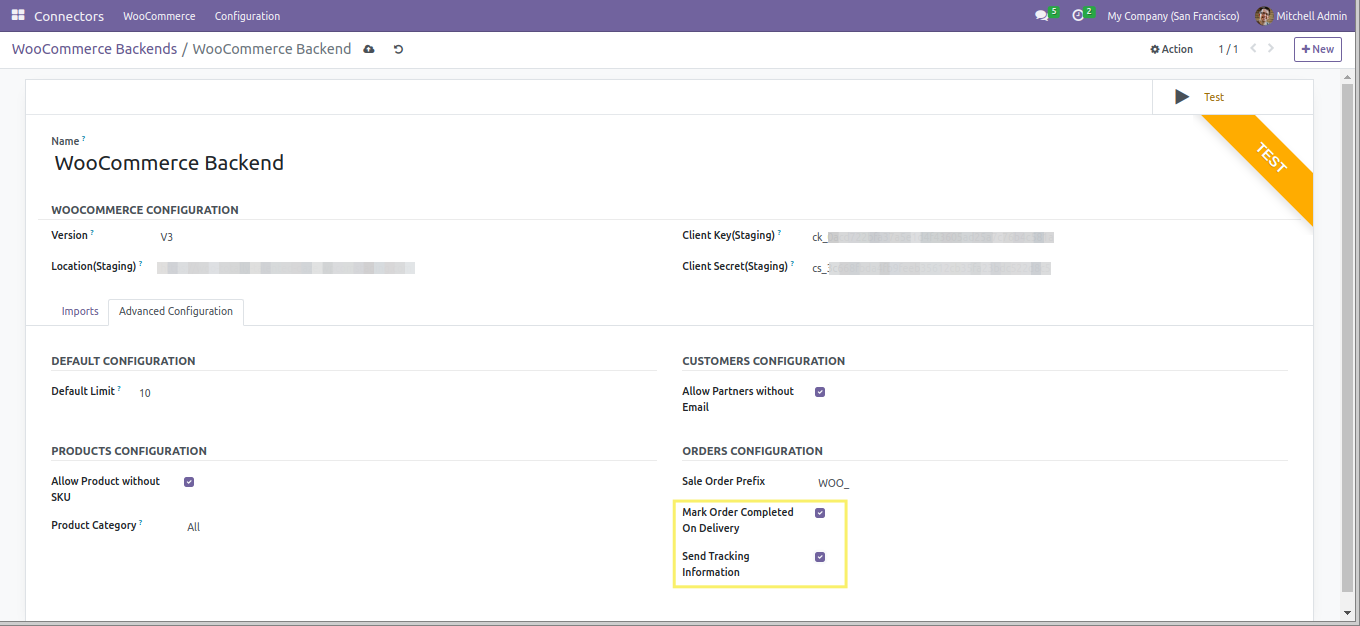 Connectors WooCommerce Configuration 5 2 My Company (San Francisco) Mitchell Admin
WooCommerce Backends / WooCommerce Backend Action 1 / 1 New
Test
TEST
Name ?
WooCommerce Backend
WOOCOMMERCE CONFIGURATION
Version ? V3 Client Key(Staging) ? ck_
Location(Staging) ? Client Secret(Staging) ? cs_
Imports Advanced Configuration
DEFAULT CONFIGURATION CUSTOMERS CONFIGURATION
Default Limit ? 10 Allow Partners without
Email
PRODUCTS CONFIGURATION ORDERS CONFIGURATION
Allow Product without Sale Order Prefix WOO_
SKU
Mark Order Completed
Product Category ? All On Delivery
Send Tracking
Information